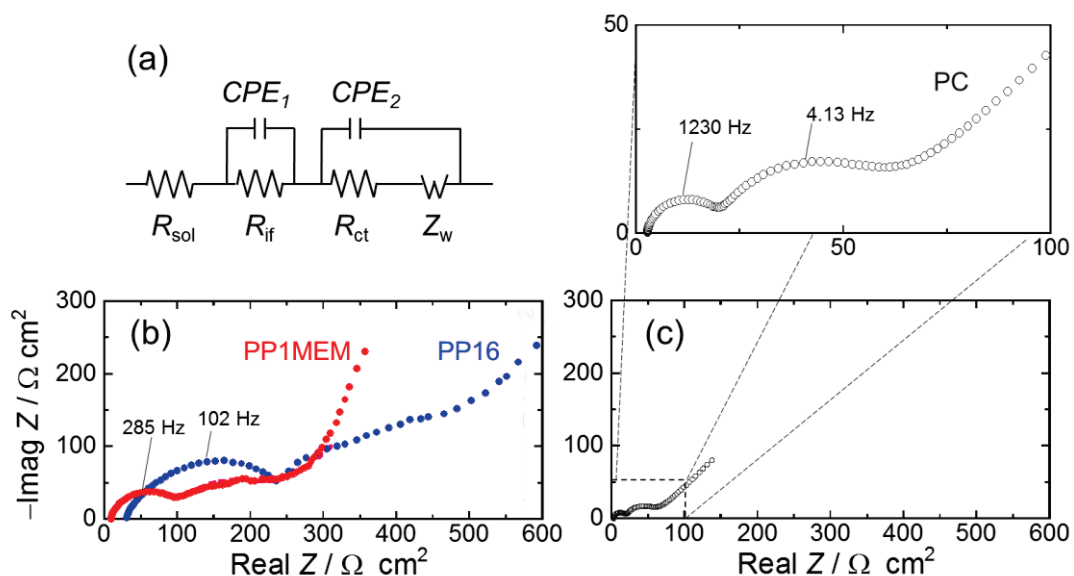 (a)
CPE1
CPE2
Rsol
Rif
Rct
Zw
50
0
0
50
100
PC
1230 Hz
4.13 Hz
–Imag Z / Ω cm²
300
200
100
0
(b)
PP1MEM
PP16
285 Hz
102 Hz
0
100
200
300
400
500
600
Real Z / Ω cm²
300
200
100
0
(c)
0
100
200
300
400
500
600
Real Z / Ω cm²